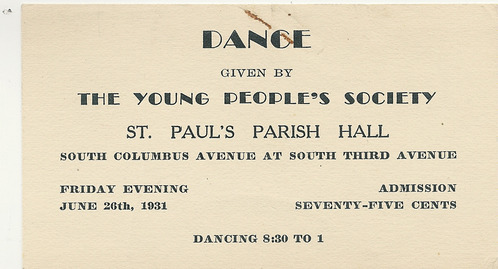 DANCE
GIVEN BY
THE YOUNG PEOPLE'S SOCIETY
ST. PAUL'S PARISH HALL
SOUTH COLUMBUS AVENUE AT SOUTH THIRD AVENUE
FRIDAY EVENING ADMISSION
JUNE 26th, 1931 SEVENTY-FIVE CENTS
DANCING 8:30 TO 1